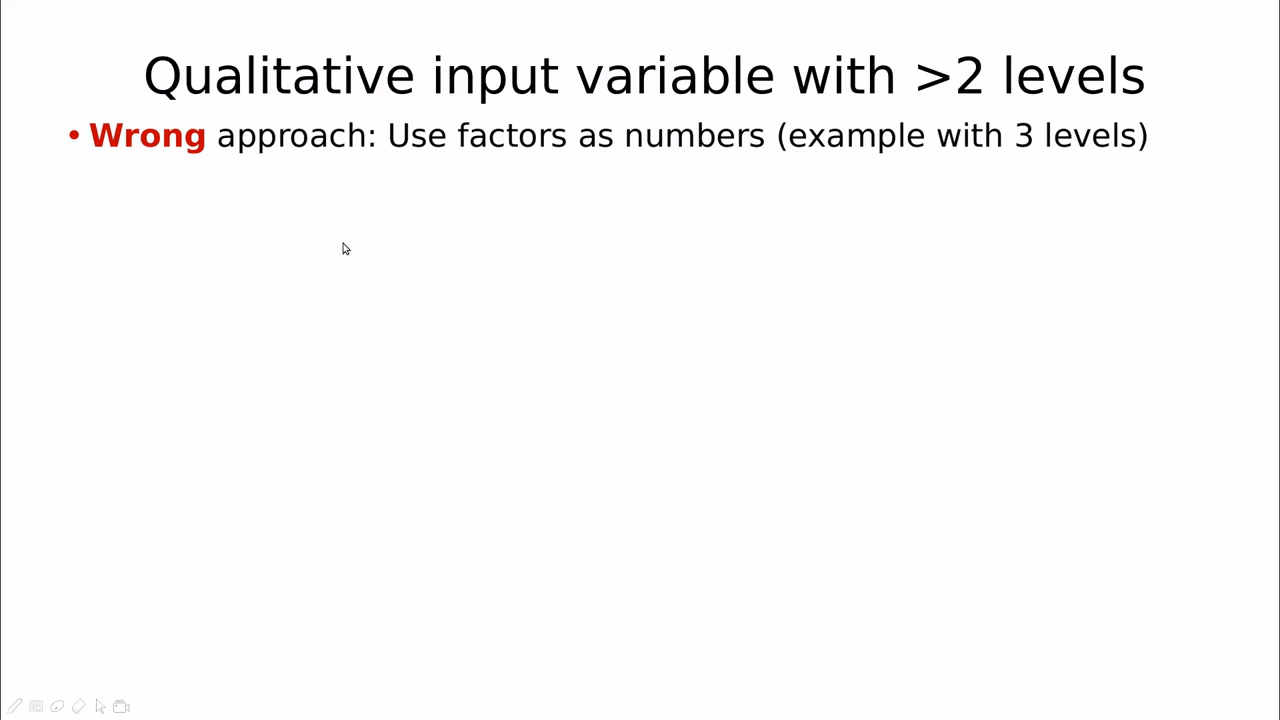 Qualitative input variable with >2 levels
• Wrong approach: Use factors as numbers (example with 3 levels)